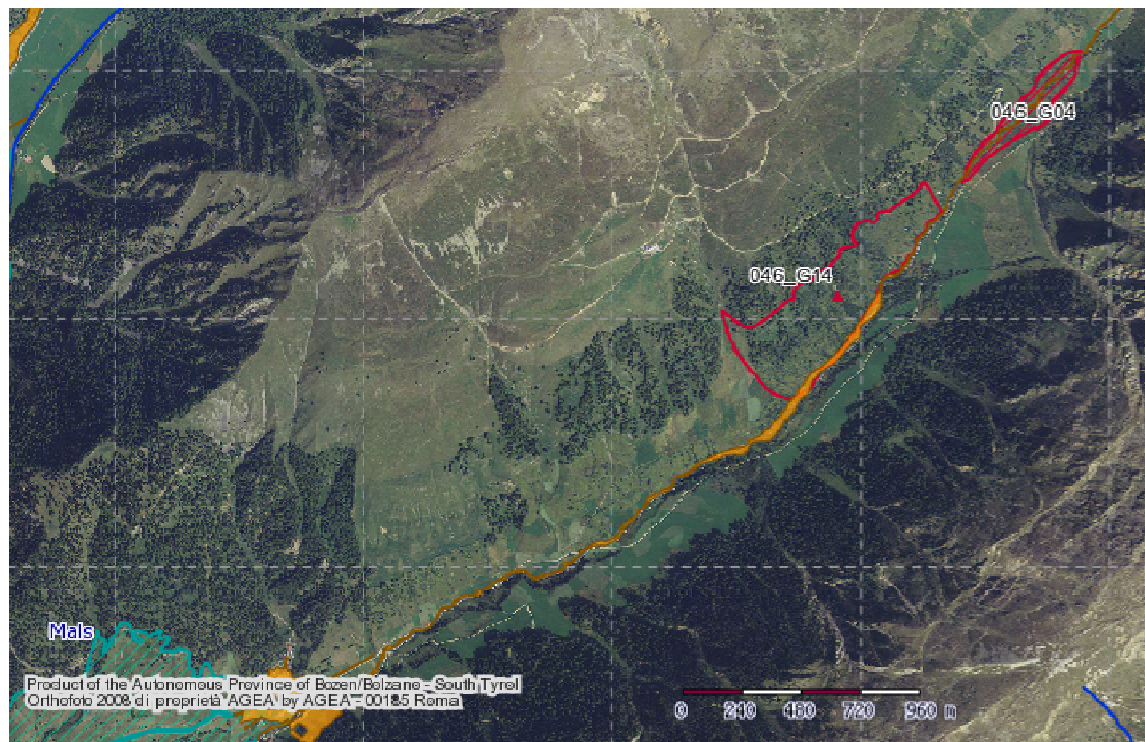 046_G04
046_G14
Mals
Product of the Autonomous Province of Bozen/Bolzano - South Tyrol
Orthofoto 2008 di proprietà "AGEA" by AGEA - 00185 Roma
0 240 480 720 960 m